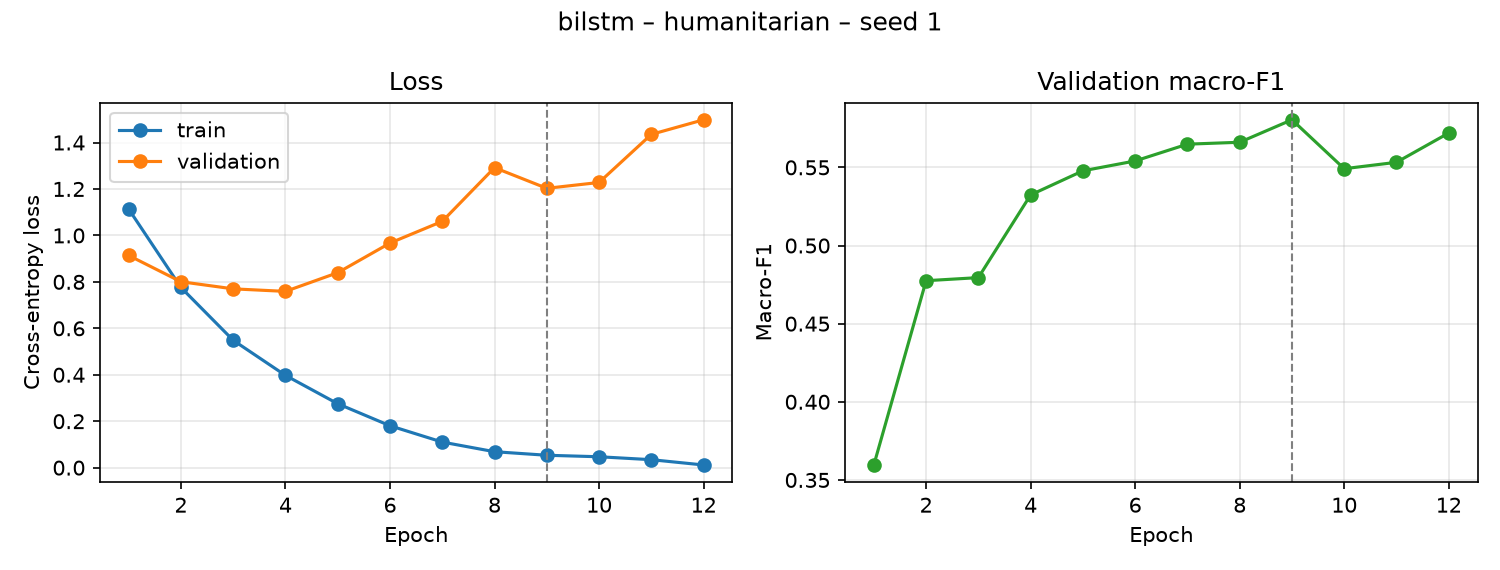 bilstm – humanitarian – seed 1
Loss
train
validation
Cross-entropy loss
1.4
1.2
1.0
0.8
0.6
0.4
0.2
0.0
2 4 6 8 10 12
Epoch
Validation macro-F1
Macro-F1
0.55
0.50
0.45
0.40
0.35
2 4 6 8 10 12
Epoch